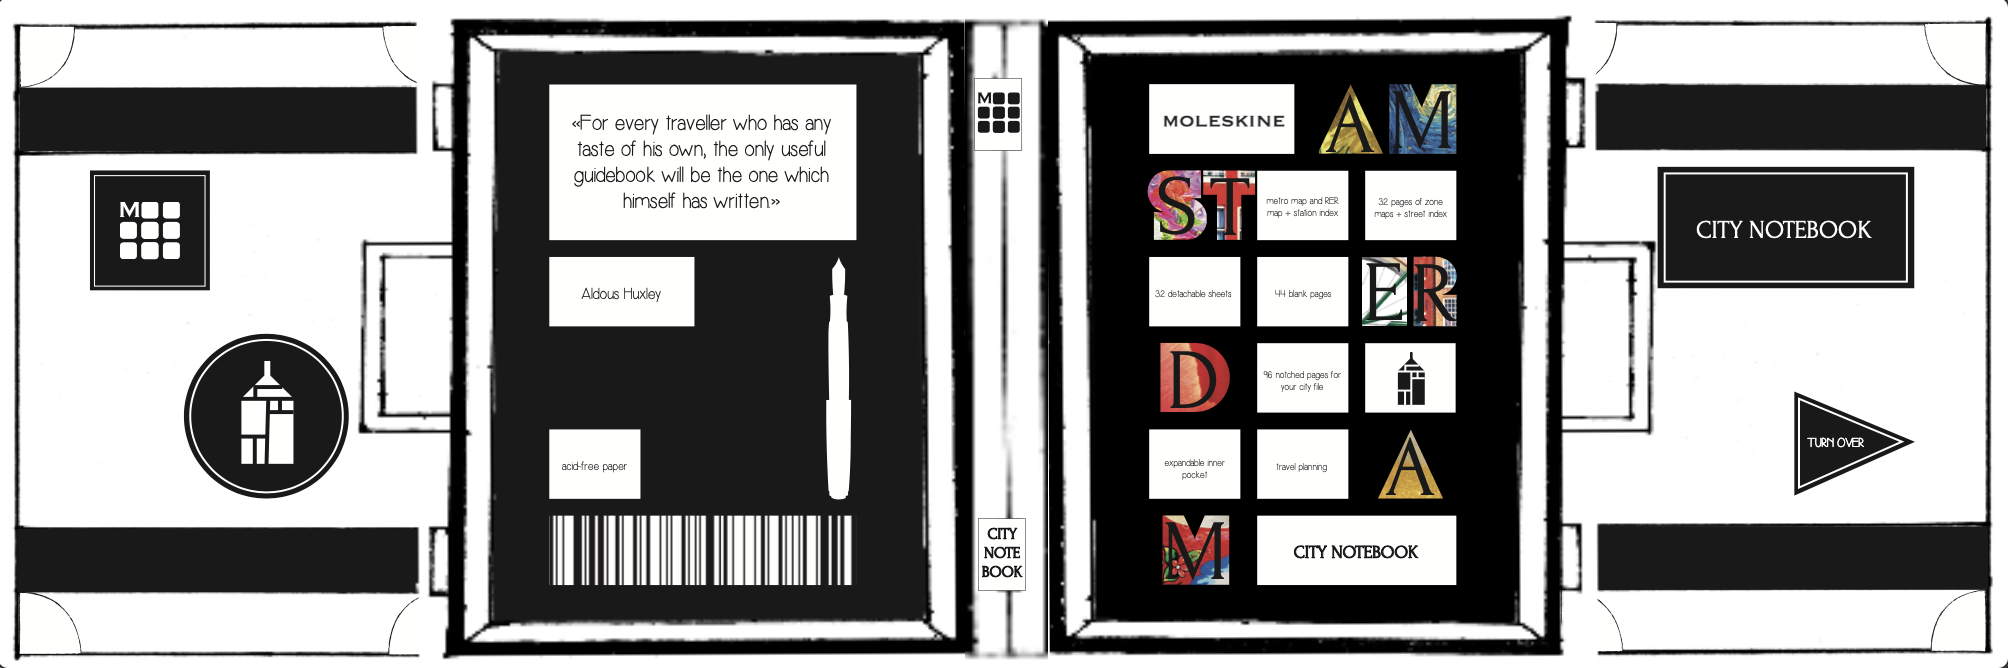 M
«For every traveller who has any
taste of his own, the only useful
guidebook will be the one which
himself has written»
Aldous Huxley
acid-free paper
M
CITY
NOTE
BOOK
MOLESKINE
AM
ST
metro map and RER
map + station index
32 pages of zone
maps + street index
32 detachable sheets
44 blank pages
ER
D
96 notched pages for
your city file
expandable inner
pocket
travel planning
A
M
CITY NOTEBOOK
CITY NOTEBOOK
TURN OVER